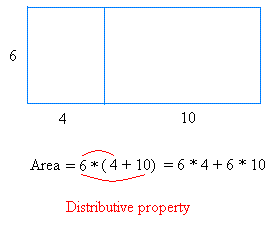 6
4 10
Area = 6 * ( 4 + 10) = 6 * 4 + 6 * 10
Distributive property